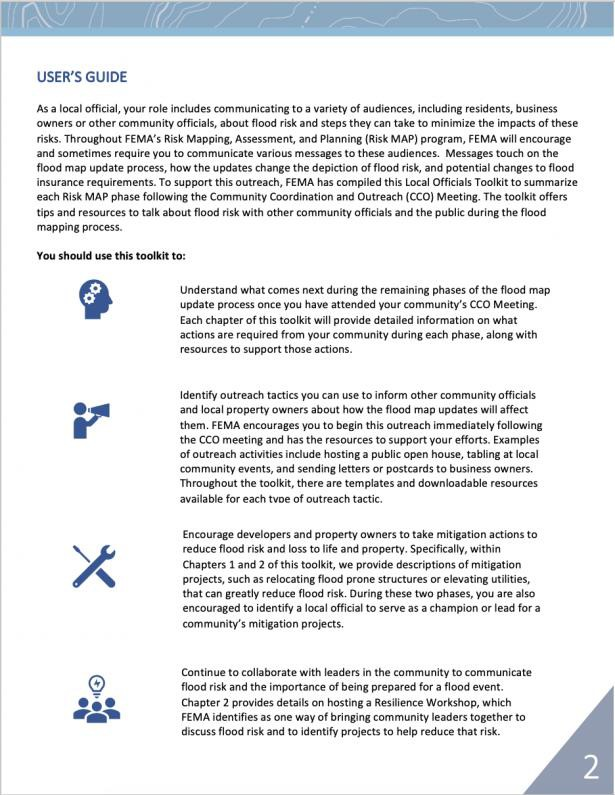 USER'S GUIDE
As a local official, your role includes communicating to a variety of audiences, including residents, business
owners or other community officials, about flood risk and steps they can take to minimize the impacts of these
risks. Throughout FEMA's Risk Mapping, Assessment, and Planning (Risk MAP) program, FEMA will encourage
and sometimes require you to communicate various messages to these audiences. Messages touch on the
flood map update process, how the updates change the depiction of flood risk, and potential changes to flood
insurance requirements. To support this outreach, FEMA has compiled this Local Officials Toolkit to summarize
each Risk MAP phase following the Community Coordination and Outreach (CCO) Meeting. The toolkit offers
tips and resources to talk about flood risk with other community officials and the public during the flood
mapping process.
You should use this toolkit to:
Understand what comes next during the remaining phases of the flood map
update process once you have attended your community's CCO Meeting.
Each chapter of this toolkit will provide detailed information on what
actions are required from your community during each phase, along with
resources to support those actions.
Identify outreach tactics you can use to inform other community officials
and local property owners about how the flood map updates will affect
them. FEMA encourages you to begin this outreach immediately following
the CCO meeting and has the resources to support your efforts. Examples
of outreach activities include hosting a public open house, tabling at local
community events, and sending letters or postcards to business owners.
Throughout the toolkit, there are templates and downloadable resources
available for each type of outreach tactic.
Encourage developers and property owners to take mitigation actions to
reduce flood risk and loss to life and property. Specifically, within
Chapters 1 and 2 of this toolkit, we provide descriptions of mitigation
projects, such as relocating flood prone structures or elevating utilities,
that can greatly reduce flood risk. During these two phases, you are also
encouraged to identify a local official to serve as a champion or lead for a
community's mitigation projects.
Continue to collaborate with leaders in the community to communicate
flood risk and the importance of being prepared for a flood event.
Chapter 2 provides details on hosting a Resilience Workshop, which
FEMA identifies as one way of bringing community leaders together to
discuss flood risk and to identify projects to help reduce that risk.
2